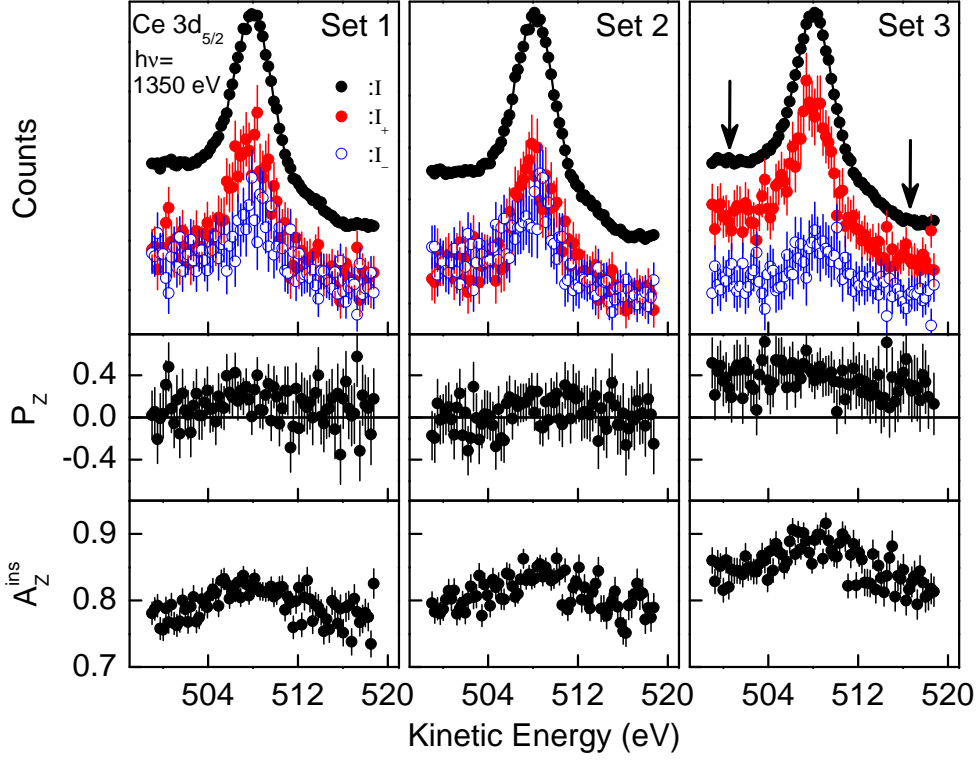 Ce 3d5/2
Set 1
hν=
1350 eV
:I
:I+
:I-
Set 2
Set 3
Counts
0.4
0.0
-0.4
PZ
0.9
0.8
0.7
AZins
504 512 520
504 512 520
504 512 520
Kinetic Energy (eV)